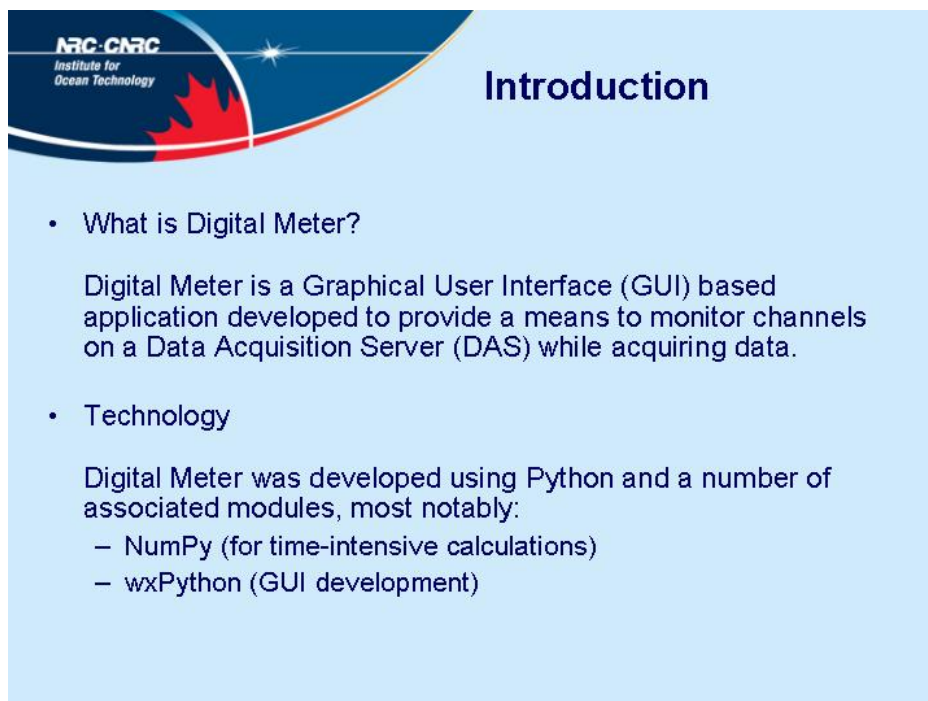 NRC·CNRC
Institute for
Ocean Technology
Introduction
• What is Digital Meter?
Digital Meter is a Graphical User Interface (GUI) based
application developed to provide a means to monitor channels
on a Data Acquisition Server (DAS) while acquiring data.
• Technology
Digital Meter was developed using Python and a number of
associated modules, most notably:
– NumPy (for time-intensive calculations)
– wxPython (GUI development)